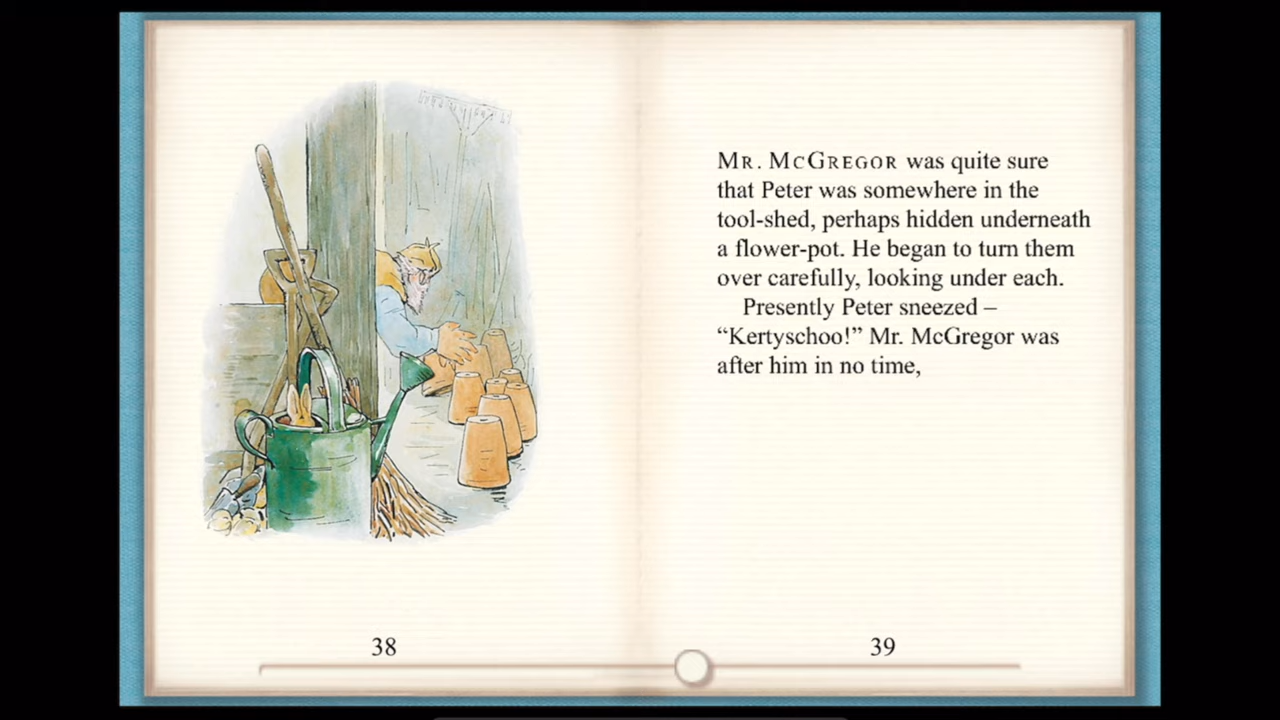 MR. MCGREGOR was quite sure
that Peter was somewhere in the
tool-shed, perhaps hidden underneath
a flower-pot. He began to turn them
over carefully, looking under each.
Presently Peter sneezed –
“Kertyschoo!” Mr. McGregor was
after him in no time,
38
39